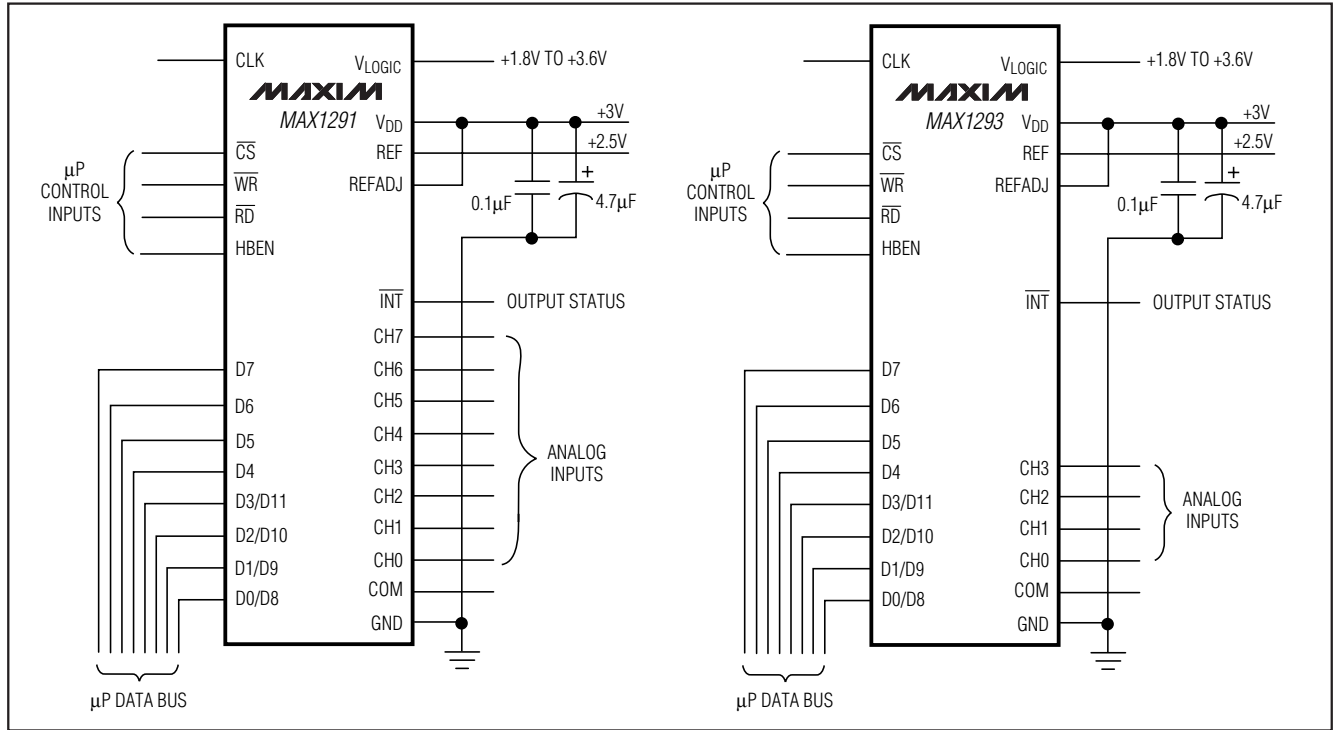 CLK
VLOGIC
+1.8V TO +3.6V
MAXIM
MAX1291
VDD
+3V
REF
+2.5V
REFADJ
CS
WR
RD
HBEN
µP
CONTROL
INPUTS
0.1µF
+
4.7µF
INT
OUTPUT STATUS
CH7
CH6
CH5
CH4
CH3
CH2
CH1
CH0
ANALOG
INPUTS
COM
GND
D7
D6
D5
D4
D3/D11
D2/D10
D1/D9
D0/D8
µP DATA BUS
CLK
VLOGIC
+1.8V TO +3.6V
MAXIM
MAX1293
VDD
+3V
REF
+2.5V
REFADJ
CS
WR
RD
HBEN
µP
CONTROL
INPUTS
0.1µF
+
4.7µF
INT
OUTPUT STATUS
CH3
CH2
CH1
CH0
ANALOG
INPUTS
COM
GND
D7
D6
D5
D4
D3/D11
D2/D10
D1/D9
D0/D8
µP DATA BUS